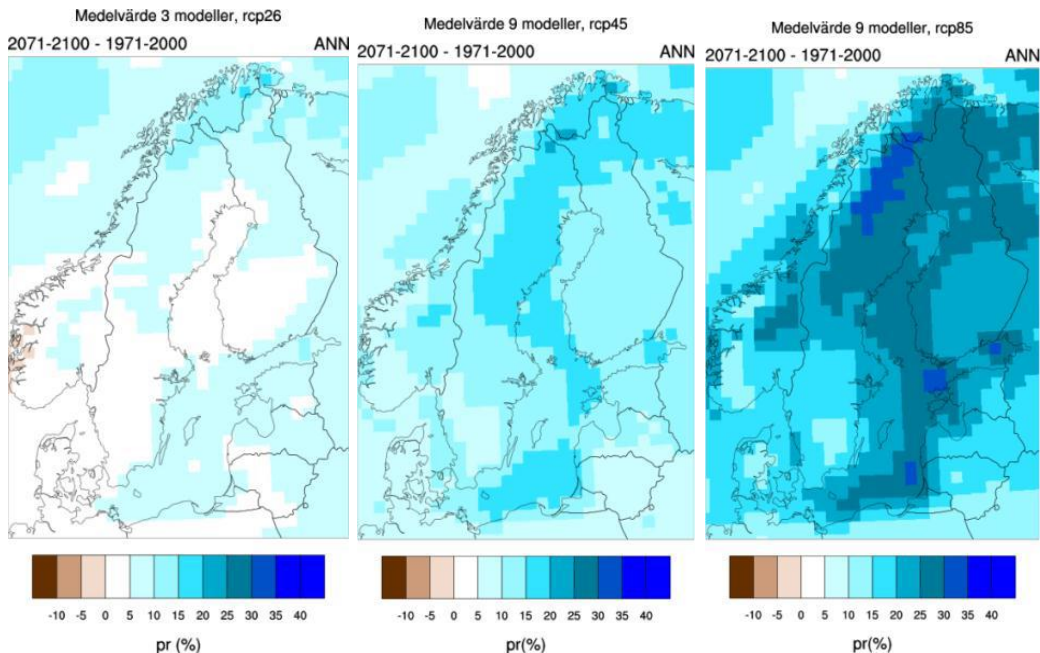 Medelvärde 3 modeller, rcp26
2071-2100 - 1971-2000 ANN
-10 -5 0 5 10 15 20 25 30 35 40
pr (%)
Medelvärde 9 modeller, rcp45
2071-2100 - 1971-2000 ANN
-10 -5 0 5 10 15 20 25 30 35 40
pr(%)
Medelvärde 9 modeller, rcp85
2071-2100 - 1971-2000 ANN
-10 -5 0 5 10 15 20 25 30 35 40
pr(%)